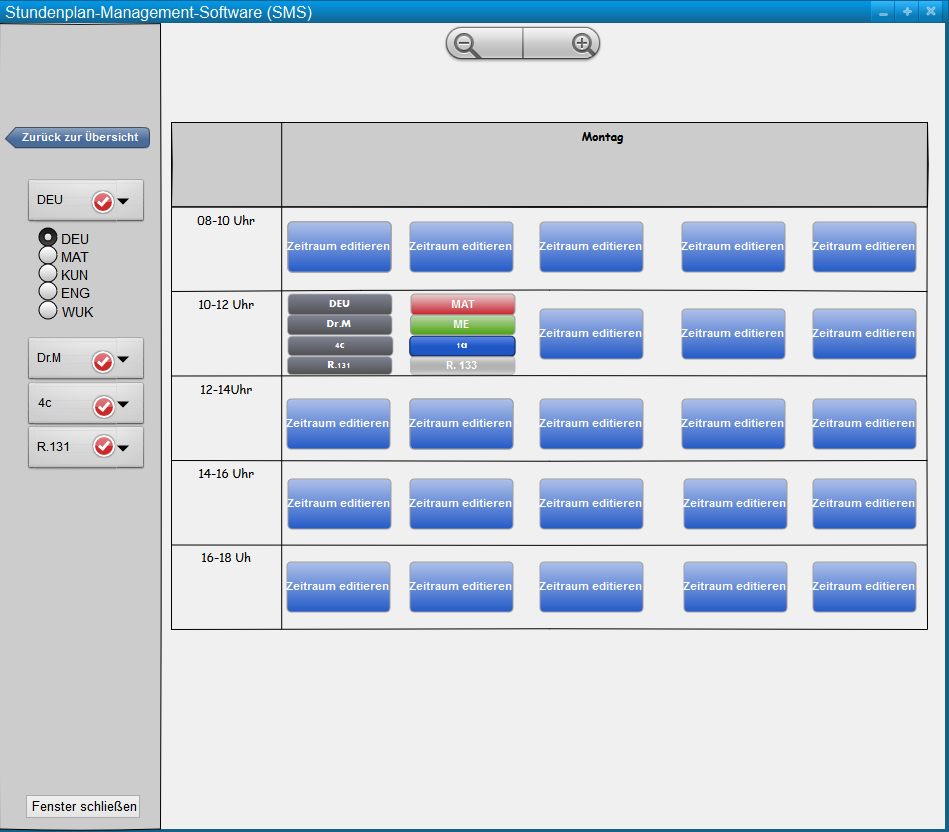 Stundenplan-Management-Software (SMS)
Zurück zur Übersicht
DEU
DEU
MAT
KUN
ENG
WUK
Dr.M
4c
R.131
Fenster schließen
Montag
08-10 Uhr
Zeitraum editieren Zeitraum editieren Zeitraum editieren Zeitraum editieren Zeitraum editieren
10-12 Uhr
DEU MAT
Dr.M ME
4C 1a
R.131 R. 133
Zeitraum editieren Zeitraum editieren Zeitraum editieren
12-14Uhr
Zeitraum editieren Zeitraum editieren Zeitraum editieren Zeitraum editieren Zeitraum editieren
14-16 Uhr
Zeitraum editieren Zeitraum editieren Zeitraum editieren Zeitraum editieren Zeitraum editieren
16-18 Uh
Zeitraum editieren Zeitraum editieren Zeitraum editieren Zeitraum editieren Zeitraum editieren